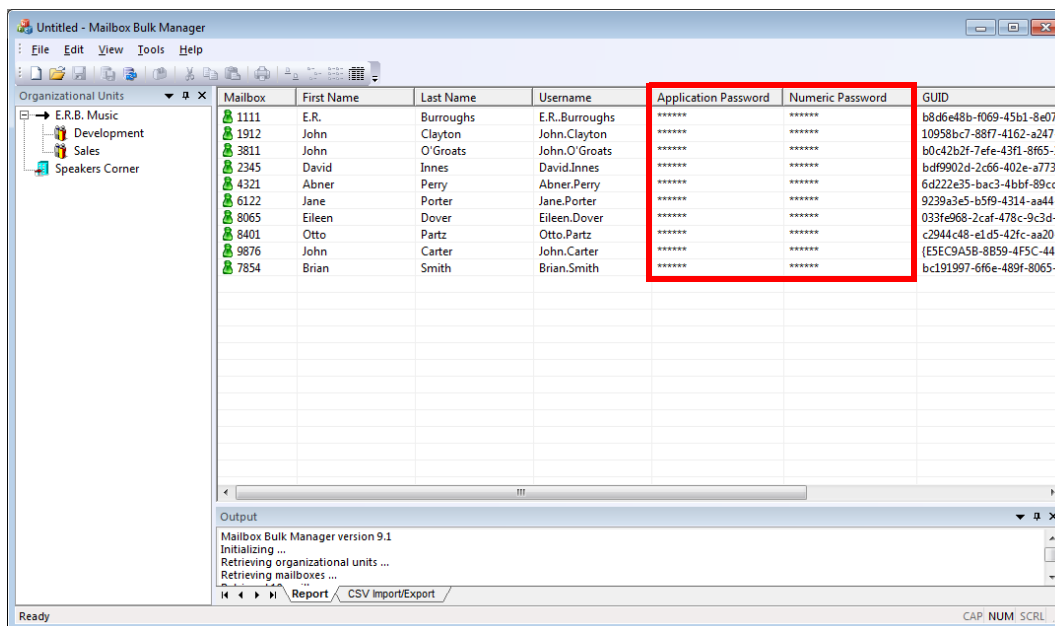 Untitled - Mailbox Bulk Manager
File Edit View Tools Help
Organizational Units
E.R.B. Music
Development
Sales
Speakers Corner
Mailbox First Name Last Name Username Application Password Numeric Password GUID
1111 E.R. Burroughs E.R..Burroughs ****** ****** b8d6e48b-f069-45b1-8e07
1912 John Clayton John.Clayton ****** ****** 10958bc7-88f7-4162-a247
3811 John O'Groats John.O'Groats ****** ****** b0c42b2f-7efe-43f1-8f65-
2345 David Innes David.Innes ****** ****** bdf9902d-2c66-402e-a773
4321 Abner Perry Abner.Perry ****** ****** 6d222e35-bac3-4bbf-89cc
6122 Jane Porter Jane.Porter ****** ****** 9239a3e5-b5f9-4314-aa44
8065 Eileen Dover Eileen.Dover ****** ****** 033fe968-2caf-478c-9c3d-
8401 Otto Partz Otto.Partz ****** ****** c2944c48-e1d5-42fc-aa20
9876 John Carter John.Carter ****** ****** {E5EC9A5B-8B59-4F5C-44
7854 Brian Smith Brian.Smith ****** ****** bc191997-6f6e-489f-8065-
Output
Mailbox Bulk Manager version 9.1
Initializing ...
Retrieving organizational units ...
Retrieving mailboxes ...
Report CSV Import/Export
Ready CAP NUM SCRL